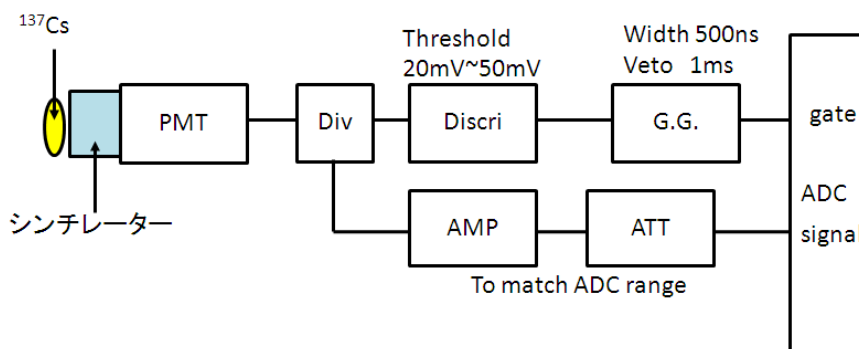 137Cs
シンチレーター
PMT
Div
Threshold
20mV~50mV
Discri
Width 500ns
Veto 1ms
G.G.
AMP
ATT
To match ADC range
gate
ADC
signal